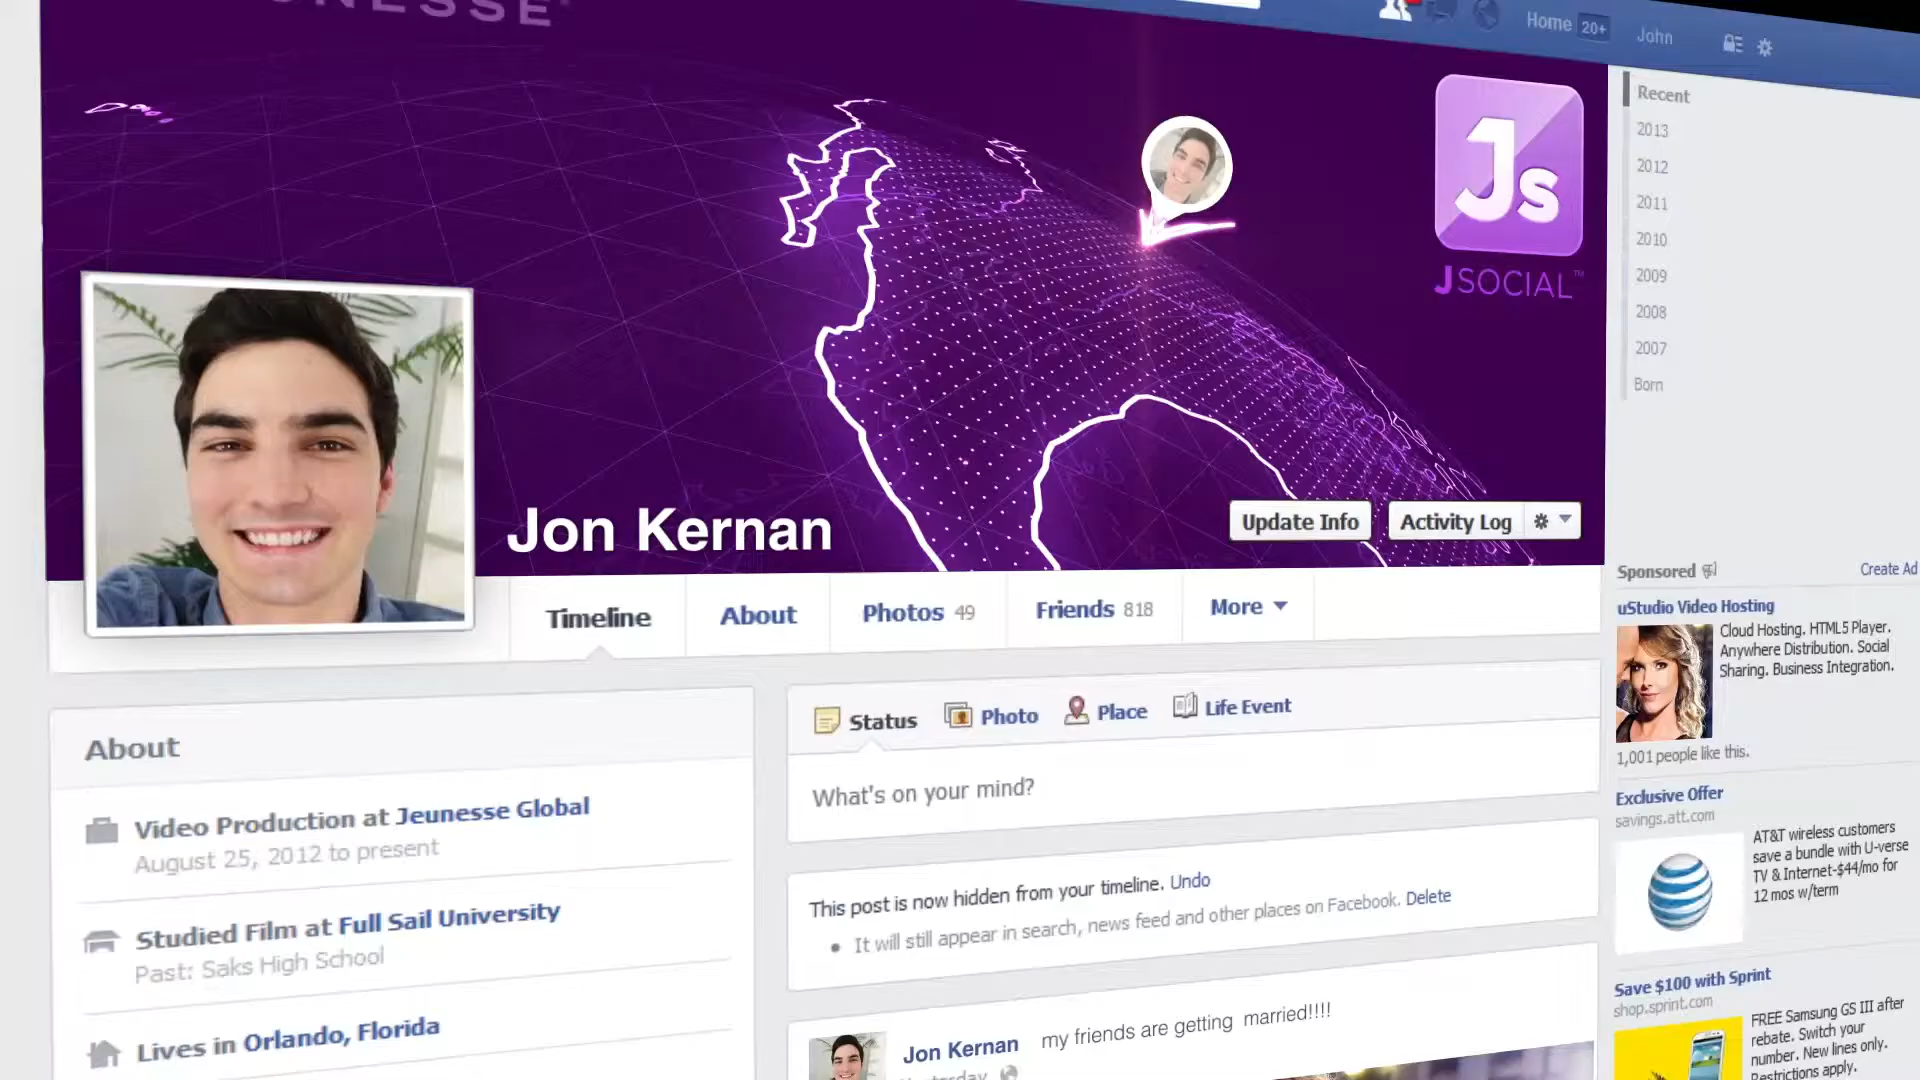 Home 20+
John
Js
JSOCIAL™
Recent
2013
2012
2011
2010
2009
2008
2007
Born
Jon Kernan
Update Info
Activity Log
Timeline
About
Photos 49
Friends 818
More
About
Video Production at Jeunesse Global
August 25, 2012 to present
Studied Film at Full Sail University
Past: Saks High School
Lives in Orlando, Florida
Status
Photo
Place
Life Event
What's on your mind?
This post is now hidden from your timeline. Undo
• It will still appear in search, news feed and other places on Facebook. Delete
Jon Kernan
my friends are getting married!!!!
Yesterday
Sponsored
Create Ad
uStudio Video Hosting
Cloud Hosting. HTML5 Player.
Anywhere Distribution. Social
Sharing. Business Integration.
1,001 people like this.
Exclusive Offer
savings.att.com
AT&T wireless customers
save a bundle with U-verse
TV & Internet-$44/mo for
12 mos w/term
Save $100 with Sprint
shop.sprint.com
FREE Samsung GS III after
rebate. Switch your
number. New lines only.
Restrictions apply.